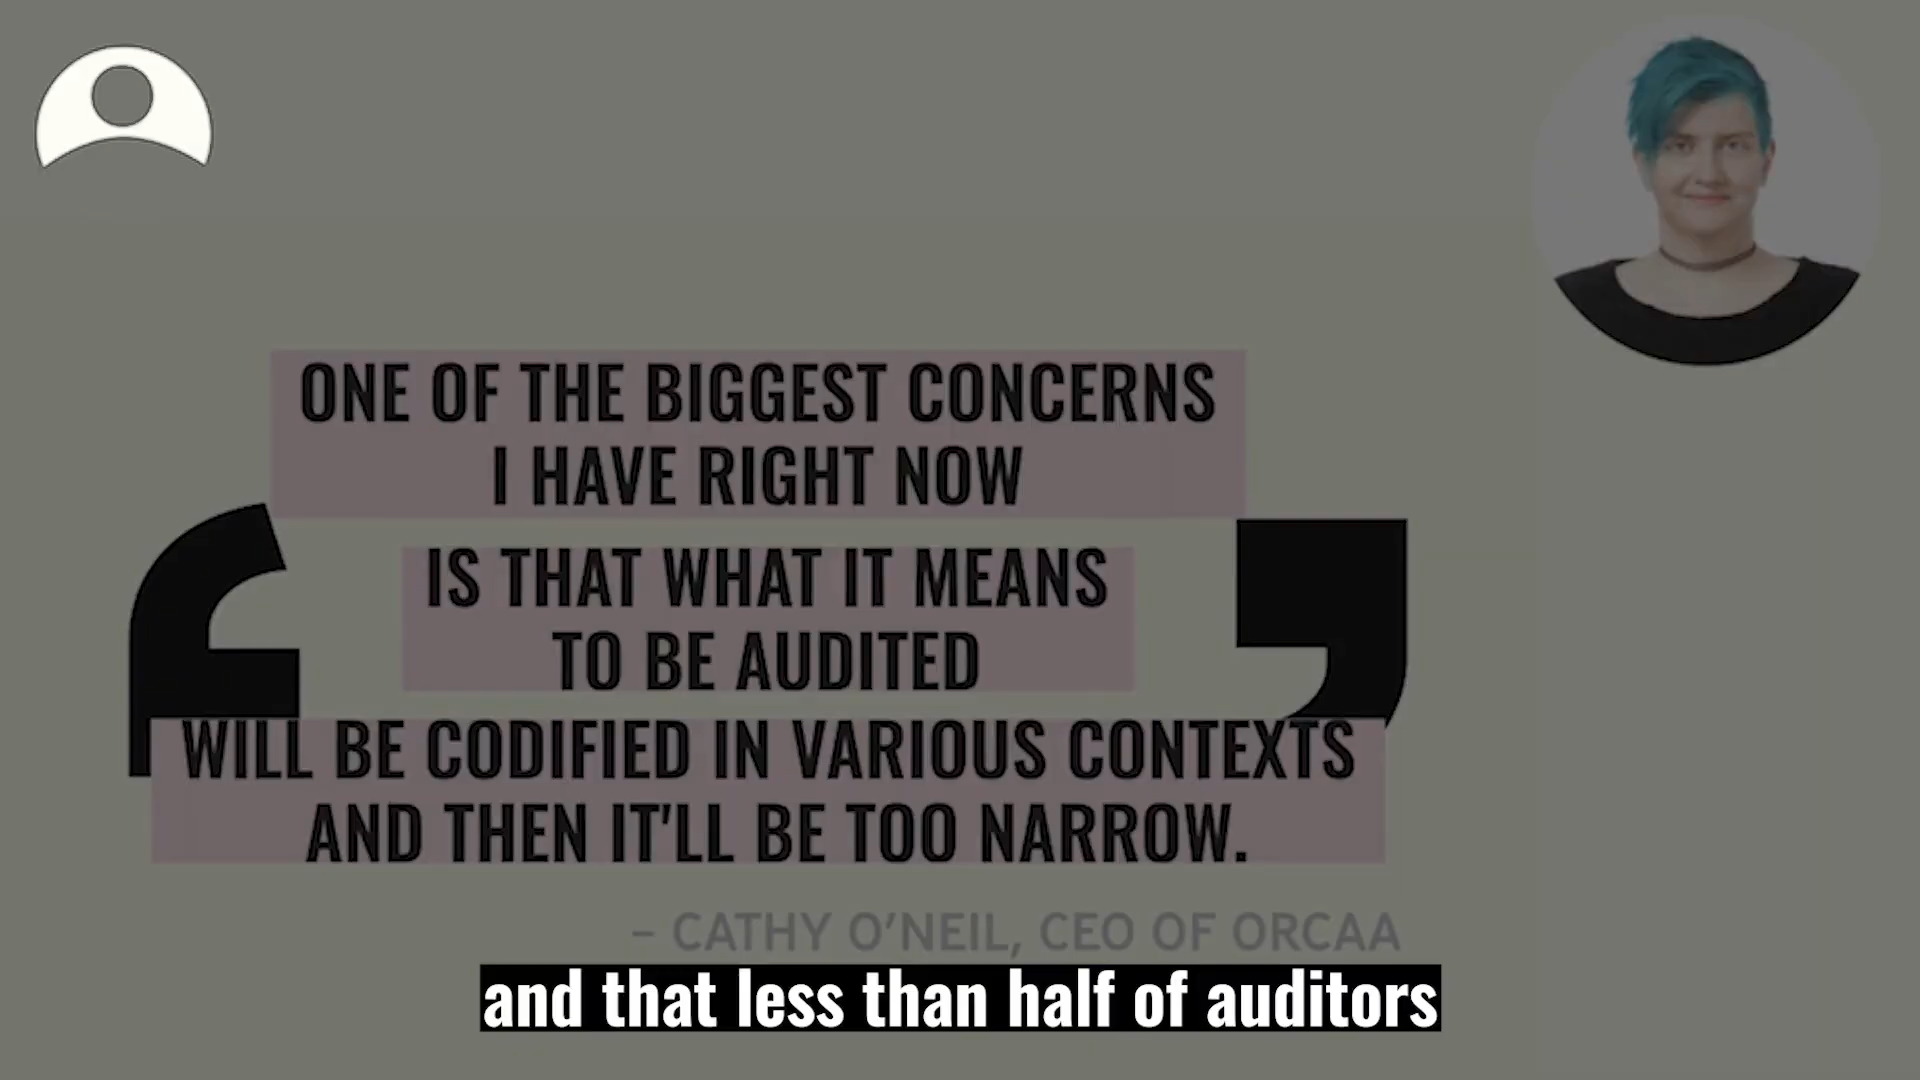 ONE OF THE BIGGEST CONCERNS
I HAVE RIGHT NOW
IS THAT WHAT IT MEANS
TO BE AUDITED
WILL BE CODIFIED IN VARIOUS CONTEXTS
AND THEN IT'LL BE TOO NARROW.
– CATHY O'NEIL, CEO OF ORCAA
and that less than half of auditors